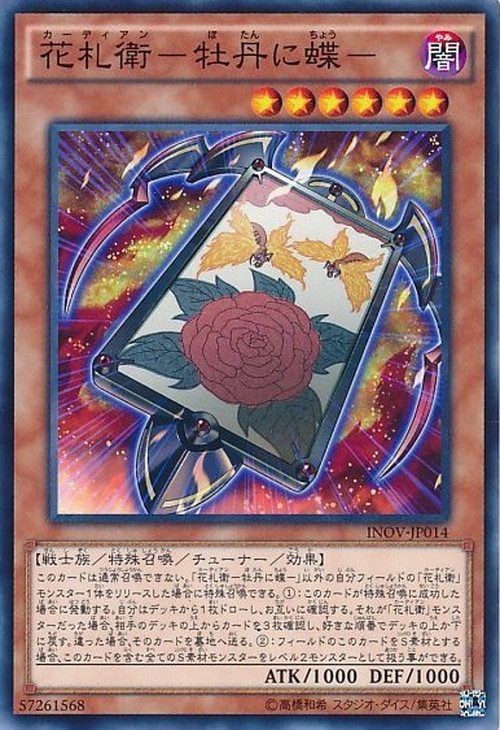 カーディアン ぼたん ちょう
花札衛－牡丹に蝶－
やみ
闇
INOV-JP014
【戦士族／特殊召喚／チューナー／効果】
このカードは通常召喚できない。「花札衛－牡丹に蝶－」以外の自分フィールドの「花札衛」
モンスター１体をリリースした場合に特殊召喚できる。①：このカードが特殊召喚に成功した
場合に発動する。自分はデッキから１枚ドローし、お互いに確認する。それが「花札衛」モンス
ターだった場合、相手のデッキの上からカードを３枚確認し、好きな順番でデッキの上か下
に戻す。違った場合、そのカードを墓地へ送る。②：フィールドのこのカードをＳ素材とする
場合、このカードを含む全てのＳ素材モンスターをレベル２モンスターとして扱う事ができる。
ATK/1000 DEF/1000
57261568 ©高橋和希 スタジオ・ダイス/集英社